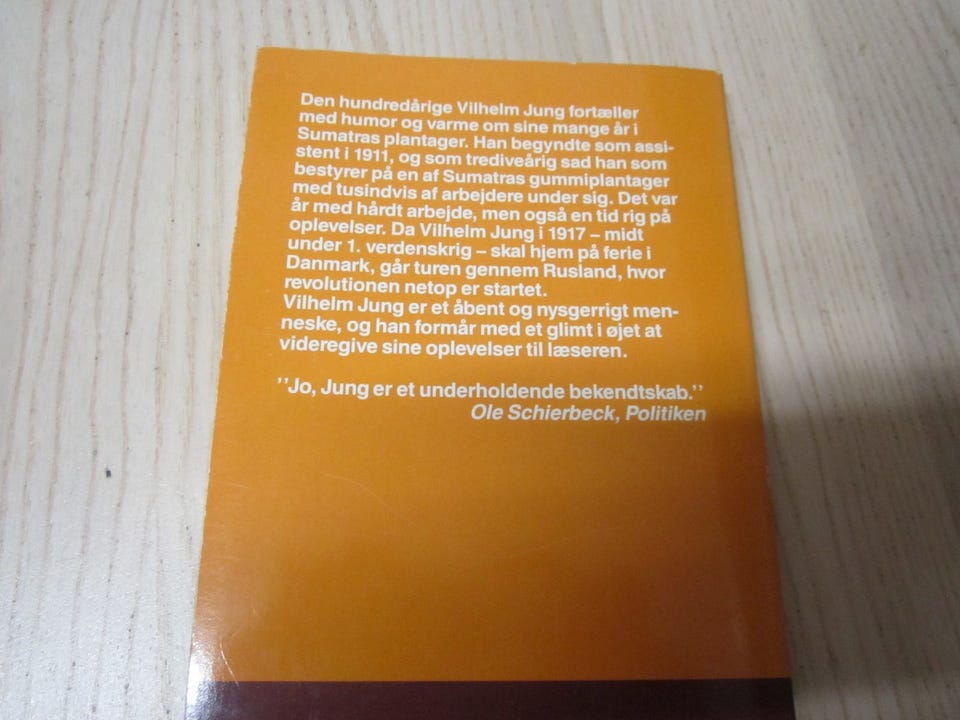 Den hundredårige Vilhelm Jung fortæller
med humor og varme om sine mange år i
Sumatras plantager. Han begyndte som assi-
stent i 1911, og som trediveårig sad han som
bestyrer på en af Sumatras gummiplantager
med tusindvis af arbejdere under sig. Det var
år med hårdt arbejde, men også en tid rig på
oplevelser. Da Vilhelm Jung i 1917 – midt
under 1. verdenskrig – skal hjem på ferie i
Danmark, går turen gennem Rusland, hvor
revolutionen netop er startet.
Vilhelm Jung er et åbent og nysgerrigt men-
neske, og han formår med et glimt i øjet at
videregive sine oplevelser til læseren.
"Jo, Jung er et underholdende bekendtskab."
Ole Schierbeck, Politiken